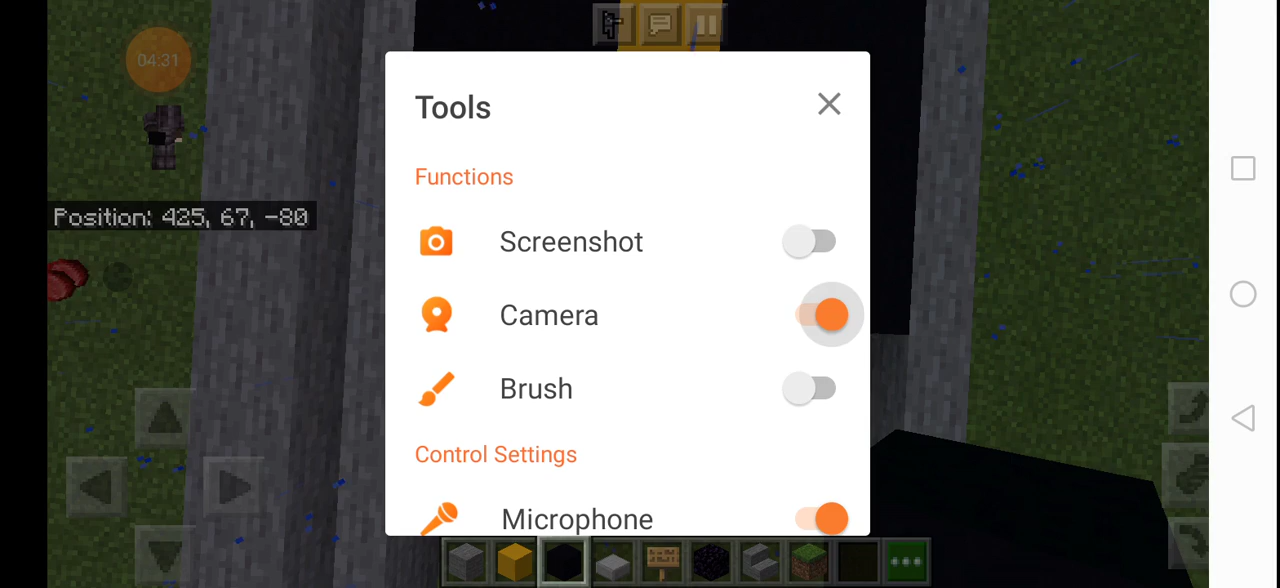 04:31
Tools
Functions
Position: 425, 67, -80
Screenshot
Camera
Brush
Control Settings
Microphone